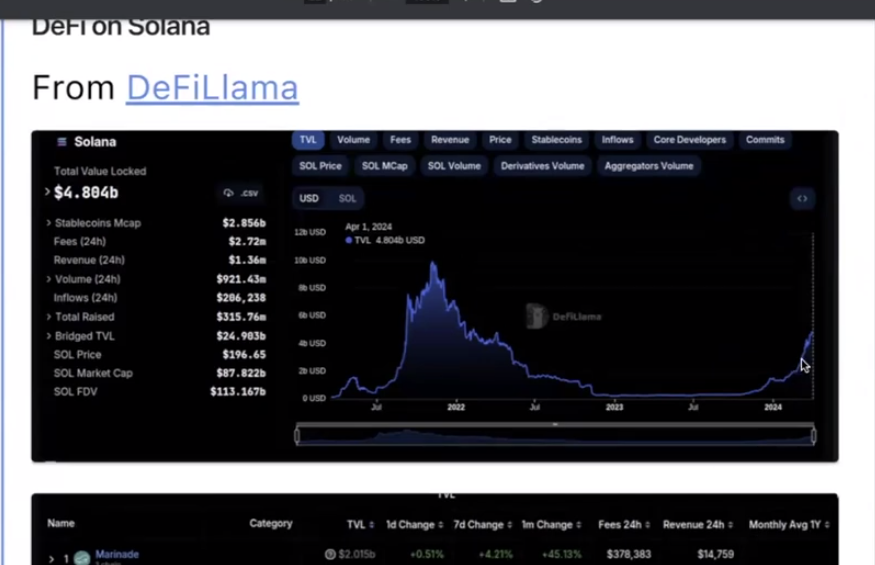 DeFi on Solana
From DeFiLlama
Solana
TVL Volume Fees Revenue Price Stablecoins Inflows Core Developers Commits
SOL Price SOL MCap SOL Volume Derivatives Volume Aggregators Volume
Total Value Locked
$4.804b
.csv
USD SOL
Stablecoins Mcap $2.856b
Fees (24h) $2.72m
Revenue (24h) $1.36m
Volume (24h) $921.43m
Inflows (24h) $206,238
Total Raised $315.76m
Bridged TVL $24.903b
SOL Price $196.65
SOL Market Cap $87.822b
SOL FDV $113.167b
Apr 1, 2024
TVL 4.804b USD
12b USD
10b USD
8b USD
6b USD
4b USD
2b USD
0 USD
DefiLlama
Jul 2022 Jul 2023 Jul 2024
TVL
Name Category TVL 1d Change 7d Change 1m Change Fees 24h Revenue 24h Monthly Avg 1Y
1 Marinade $2.015b +0.51% +4.21% +45.13% $378,383 $14,759